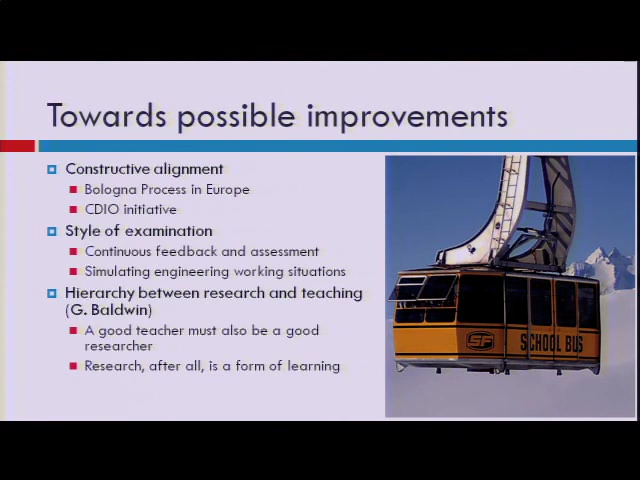 Towards possible improvements
Constructive alignment
Bologna Process in Europe
CDIO initiative
Style of examination
Continuous feedback and assessment
Simulating engineering working situations
Hierarchy between research and teaching
(G. Baldwin)
A good teacher must also be a good
researcher
Research, after all, is a form of learning
SF
SCHOOL BUS